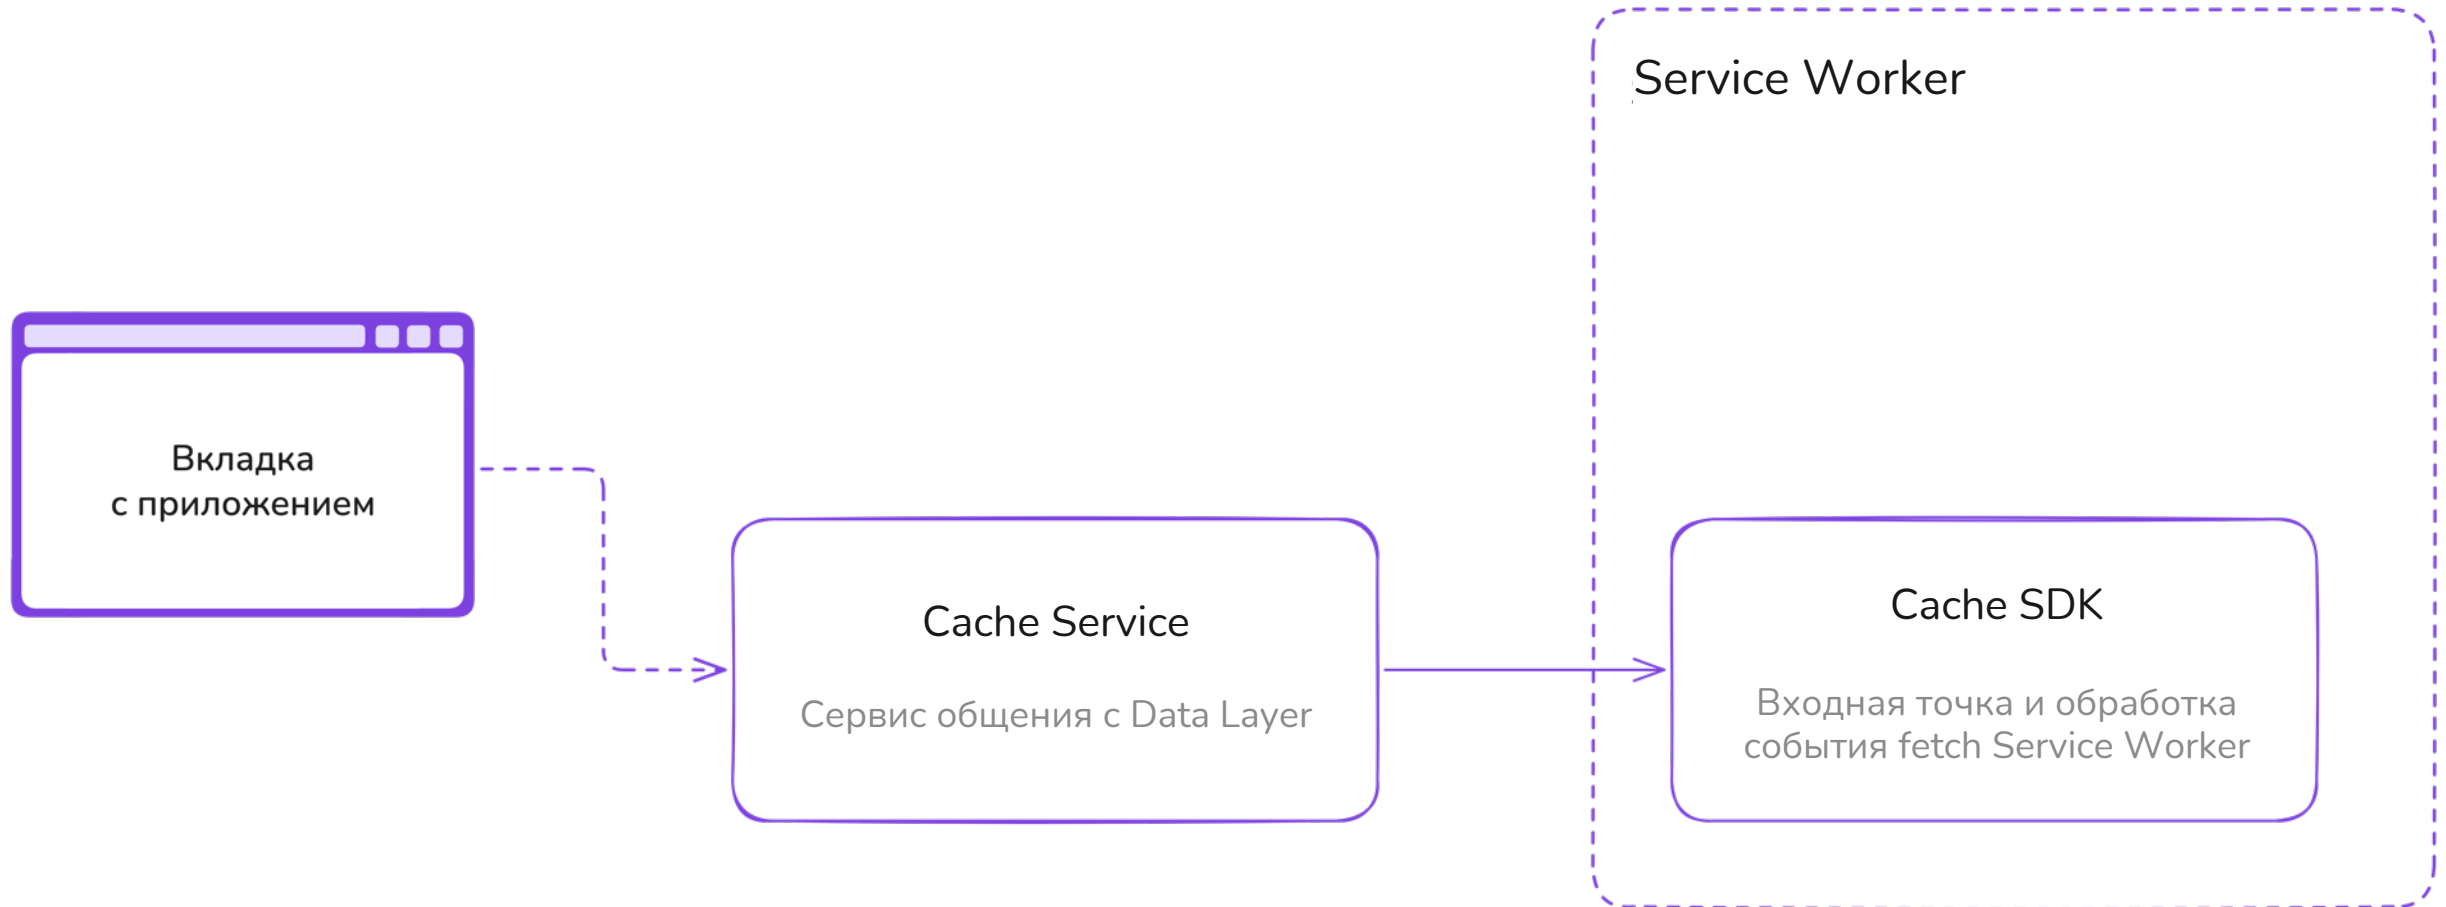 Service Worker
Вкладка
с приложением
Cache Service
Сервис общения с Data Layer
Cache SDK
Входная точка и обработка
события fetch Service Worker